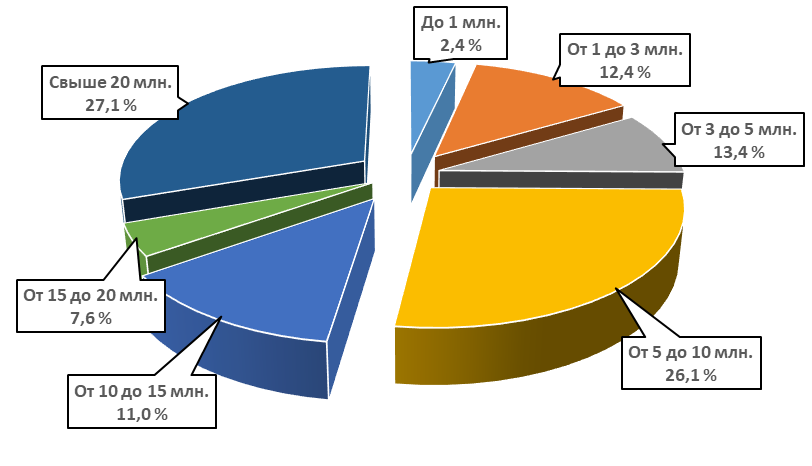 До 1 млн.
2,4 %
От 1 до 3 млн.
12,4 %
От 3 до 5 млн.
13,4 %
От 5 до 10 млн.
26,1 %
От 10 до 15 млн.
11,0 %
От 15 до 20 млн.
7,6 %
Свыше 20 млн.
27,1 %